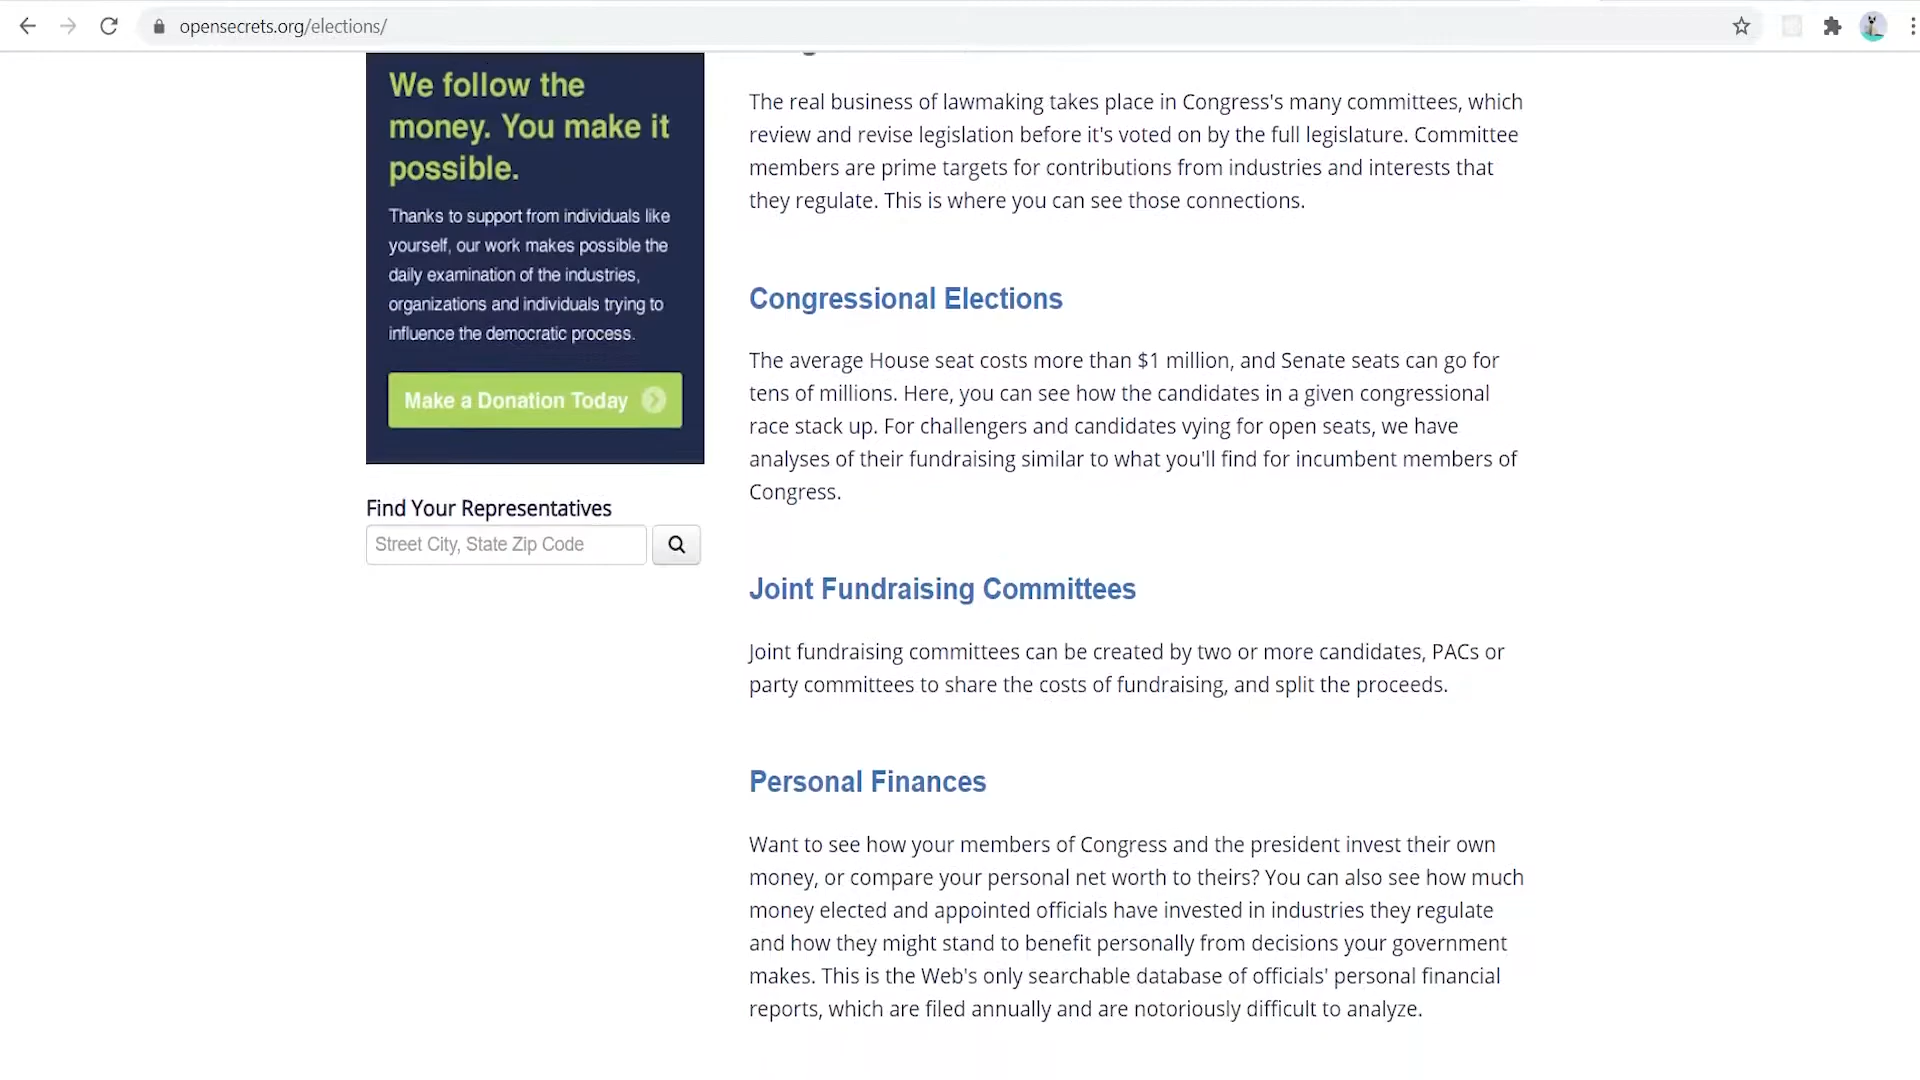 opensecrets.org/elections/
We follow the
money. You make it
possible.
Thanks to support from individuals like
yourself, our work makes possible the
daily examination of the industries,
organizations and individuals trying to
influence the democratic process.
Make a Donation Today
Find Your Representatives
Street City, State Zip Code
The real business of lawmaking takes place in Congress's many committees, which
review and revise legislation before it's voted on by the full legislature. Committee
members are prime targets for contributions from industries and interests that
they regulate. This is where you can see those connections.
Congressional Elections
The average House seat costs more than $1 million, and Senate seats can go for
tens of millions. Here, you can see how the candidates in a given congressional
race stack up. For challengers and candidates vying for open seats, we have
analyses of their fundraising similar to what you'll find for incumbent members of
Congress.
Joint Fundraising Committees
Joint fundraising committees can be created by two or more candidates, PACs or
party committees to share the costs of fundraising, and split the proceeds.
Personal Finances
Want to see how your members of Congress and the president invest their own
money, or compare your personal net worth to theirs? You can also see how much
money elected and appointed officials have invested in industries they regulate
and how they might stand to benefit personally from decisions your government
makes. This is the Web's only searchable database of officials' personal financial
reports, which are filed annually and are notoriously difficult to analyze.